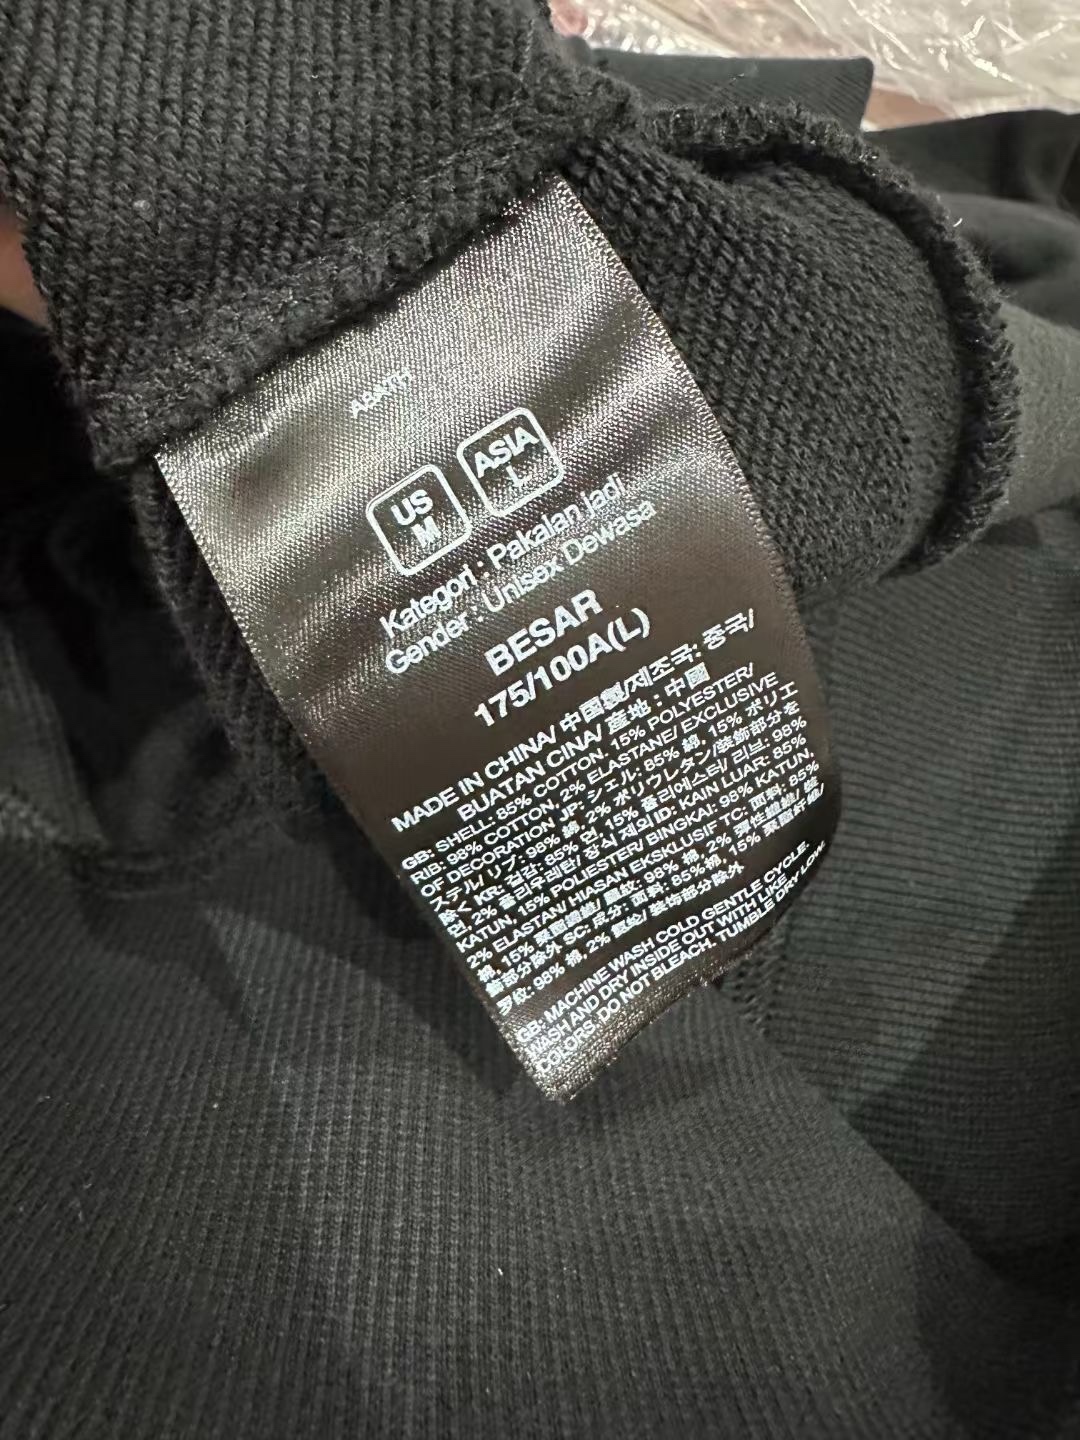 US
M
ASIA
L
Kategori : Pakaian jadi
Gender : Unisex Dewasa
BESAR
175/100A(L)
MADE IN CHINA/ 中国製/제조국: 중국/
BUATAN CINA/ 産地 : 中國
GB: SHELL: 85% COTTON, 15% POLYESTER/
RIB: 98% COTTON, 2% ELASTANE/ EXCLUSIVE
OF DECORATION JP: シェル: 85% 綿, 15% ポリエ
ステル/ リブ: 98% 綿, 2% ポリウレタン/装飾部分を
除く KR: 겉감: 85% 면, 15% 폴리에스터/ 리브: 98%
면, 2% 폴리우레탄/ 장식 제외 ID: KAIN LUAR: 85%
KATUN, 15% POLIESTER/ BINGKAI: 98% KATUN,
2% ELASTAN/ HIASAN EKSKLUSIF TC: 面料: 85%
棉, 15% 聚酯纖維/ 羅紋: 98% 棉, 2% 彈性纖維/ 裝
飾部分除外 SC: 成分: 面料: 85% 棉, 15% 聚酯纤维/
罗纹: 98% 棉, 2% 氨纶/ 装饰部分除外
GB: MACHINE WASH COLD GENTLE CYCLE.
WASH AND DRY INSIDE OUT WITH LIKE
COLORS. DO NOT BLEACH. TUMBLE DRY LOW.